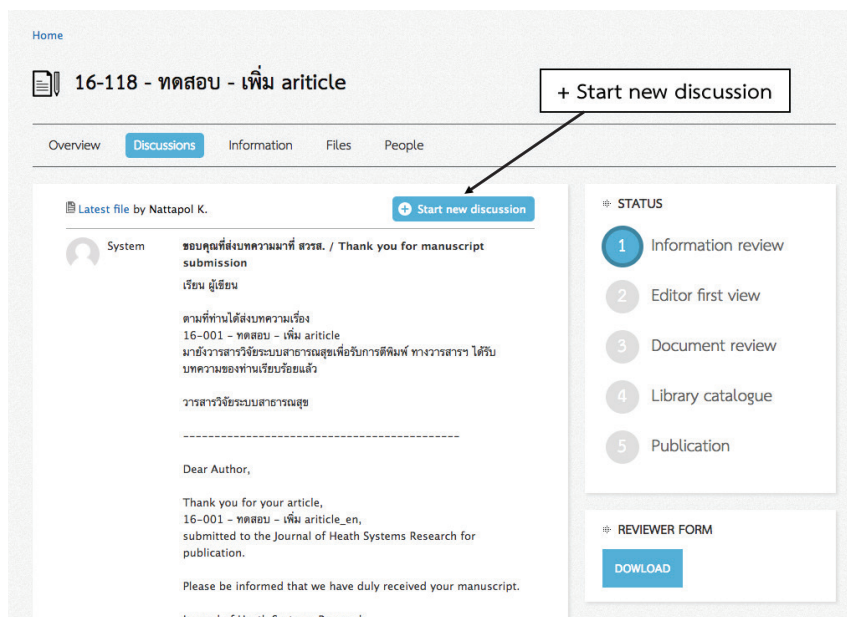 Home
16-118 - ทดสอบ - เพิ่ม ariticle
+ Start new discussion
Overview Discussions Information Files People
Latest file by Nattapol K.
Start new discussion
System
ขอบคุณที่ส่งบทความมาที่ สวรส. / Thank you for manuscript
submission
เรียน ผู้เขียน
ตามที่ท่านได้ส่งบทความเรื่อง
16-001 - ทดสอบ - เพิ่ม ariticle
มายังวารสารวิจัยระบบสาธารณสุขเพื่อรับการตีพิมพ์ ทางวารสารฯ ได้รับ
บทความของท่านเรียบร้อยแล้ว
วารสารวิจัยระบบสาธารณสุข
--------------------------------------------
Dear Author,
Thank you for your article,
16-001 - ทดสอบ - เพิ่ม ariticle_en,
submitted to the Journal of Heath Systems Research for
publication.
Please be informed that we have duly received your manuscript.
STATUS
1 Information review
2 Editor first view
3 Document review
4 Library catalogue
5 Publication
REVIEWER FORM
DOWLOAD